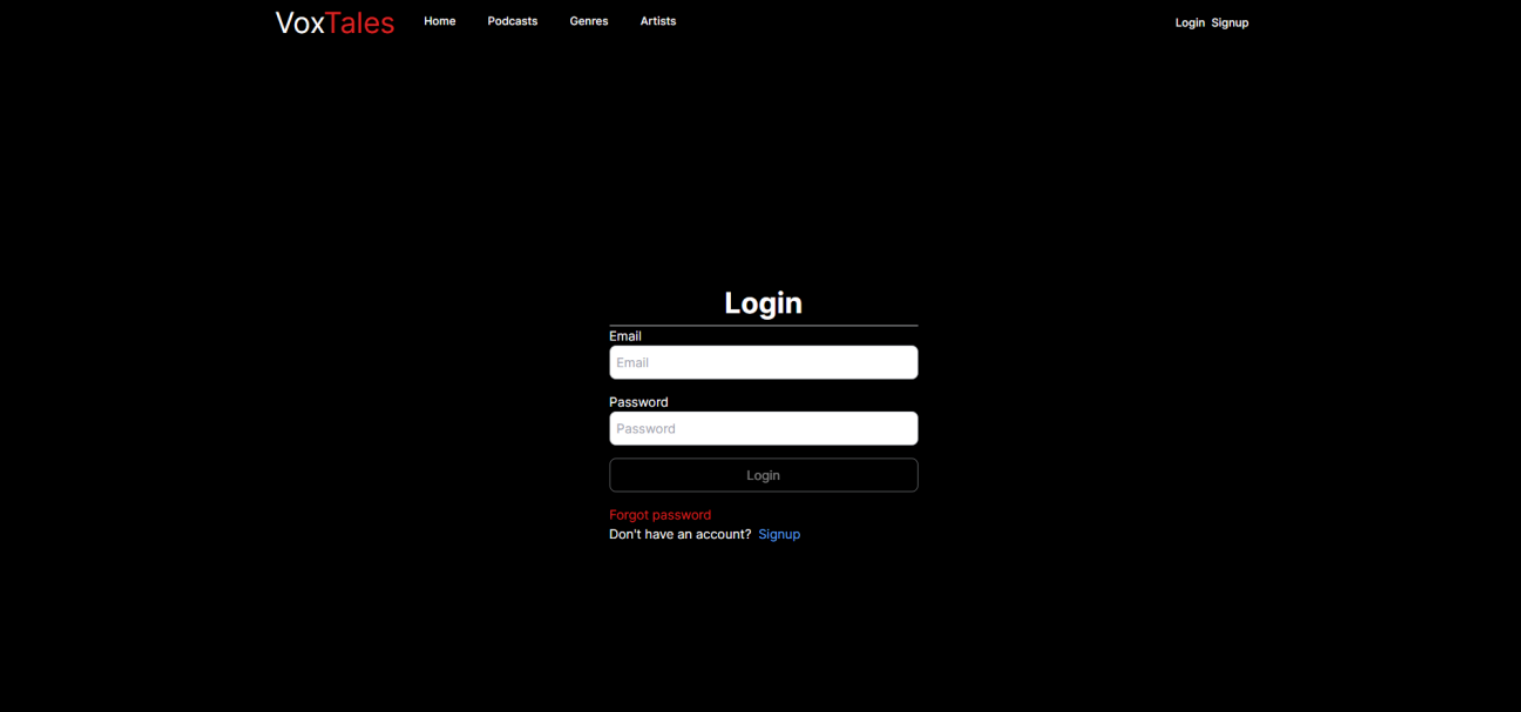 VoxTales Home Podcasts Genres Artists Login Signup
Login
Email
Email
Password
Password
Login
Forgot password
Don't have an account? Signup